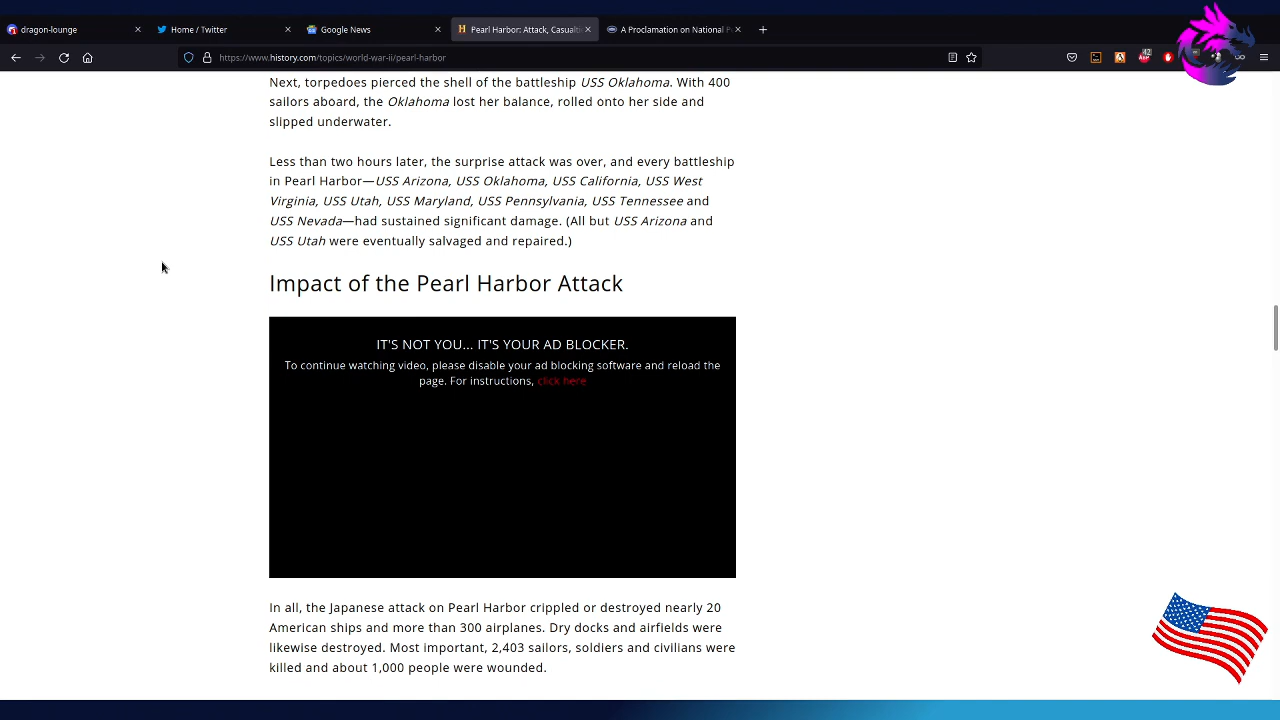 dragon-lounge
Home / Twitter
Google News
Pearl Harbor: Attack, Casualti
A Proclamation on National P
https://www.history.com/topics/world-war-ii/pearl-harbor
42
Next, torpedoes pierced the shell of the battleship USS Oklahoma. With 400
sailors aboard, the Oklahoma lost her balance, rolled onto her side and
slipped underwater.
Less than two hours later, the surprise attack was over, and every battleship
in Pearl Harbor—USS Arizona, USS Oklahoma, USS California, USS West
Virginia, USS Utah, USS Maryland, USS Pennsylvania, USS Tennessee and
USS Nevada—had sustained significant damage. (All but USS Arizona and
USS Utah were eventually salvaged and repaired.)
Impact of the Pearl Harbor Attack
IT'S NOT YOU... IT'S YOUR AD BLOCKER.
To continue watching video, please disable your ad blocking software and reload the
page. For instructions, click here
In all, the Japanese attack on Pearl Harbor crippled or destroyed nearly 20
American ships and more than 300 airplanes. Dry docks and airfields were
likewise destroyed. Most important, 2,403 sailors, soldiers and civilians were
killed and about 1,000 people were wounded.